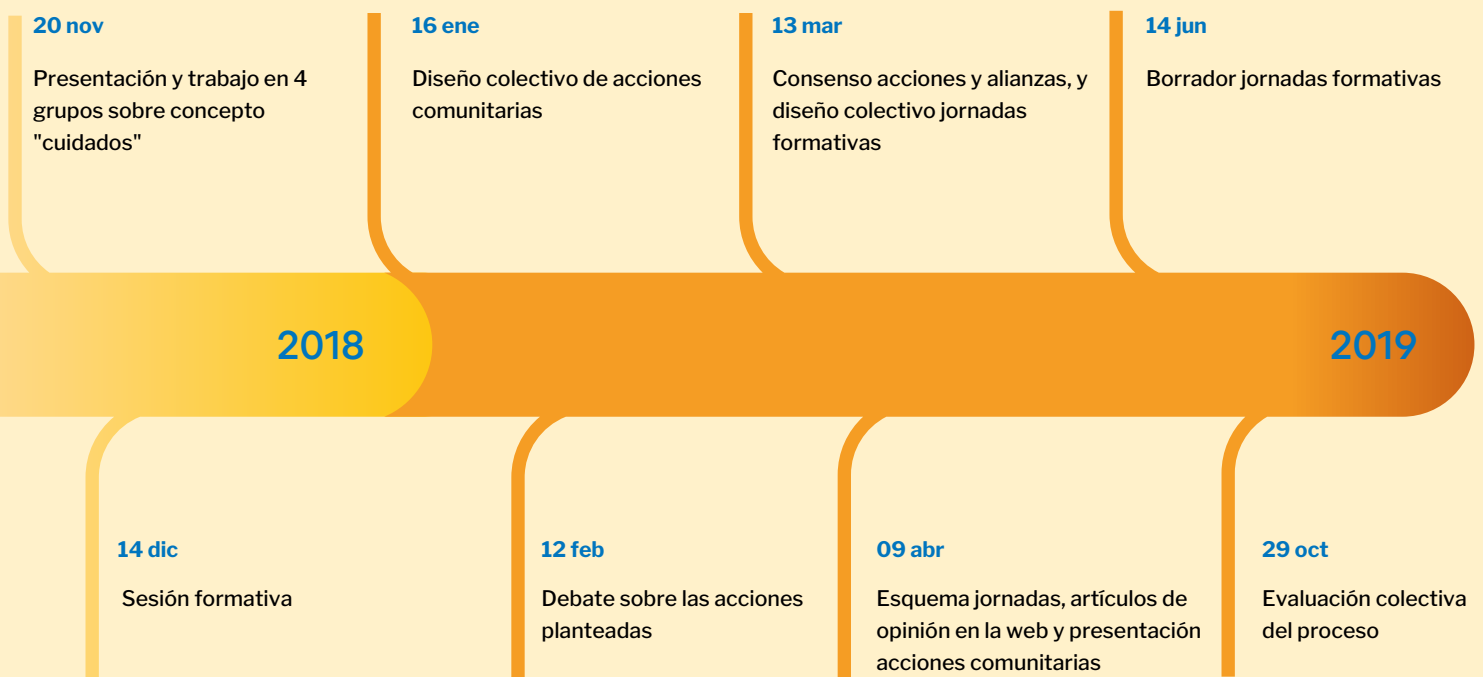 20 nov
Presentación y trabajo en 4
grupos sobre concepto
"cuidados"
16 ene
Diseño colectivo de acciones
comunitarias
13 mar
Consenso acciones y alianzas, y
diseño colectivo jornadas
formativas
14 jun
Borrador jornadas formativas
2018
2019
14 dic
Sesión formativa
12 feb
Debate sobre las acciones
planteadas
09 abr
Esquema jornadas, artículos de
opinión en la web y presentación
acciones comunitarias
29 oct
Evaluación colectiva
del proceso